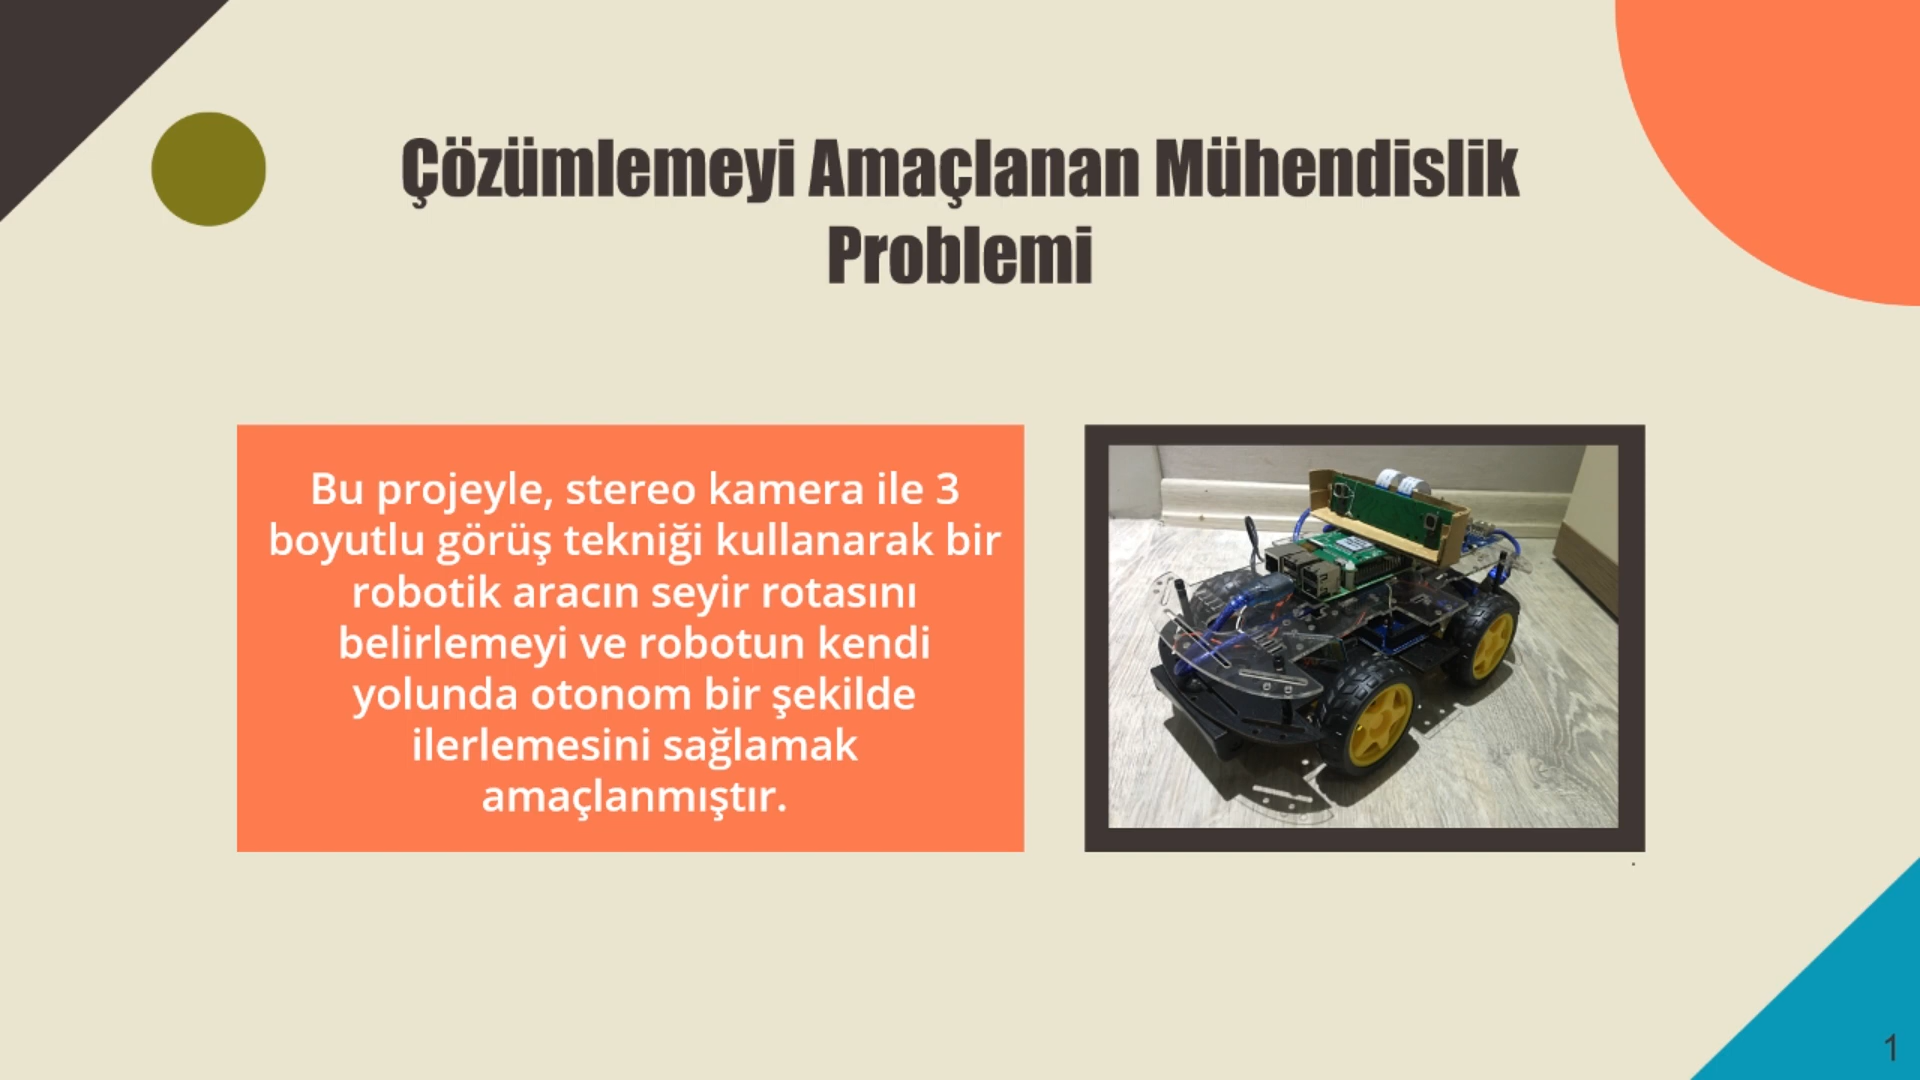 Çözümlemeyi Amaçlanan Mühendislik
Problemi
Bu projeyle, stereo kamera ile 3
boyutlu görüş tekniği kullanarak bir
robotik aracın seyir rotasını
belirlemeyi ve robotun kendi
yolunda otonom bir şekilde
ilerlemesini sağlamak
amaçlanmıştır.
.
1